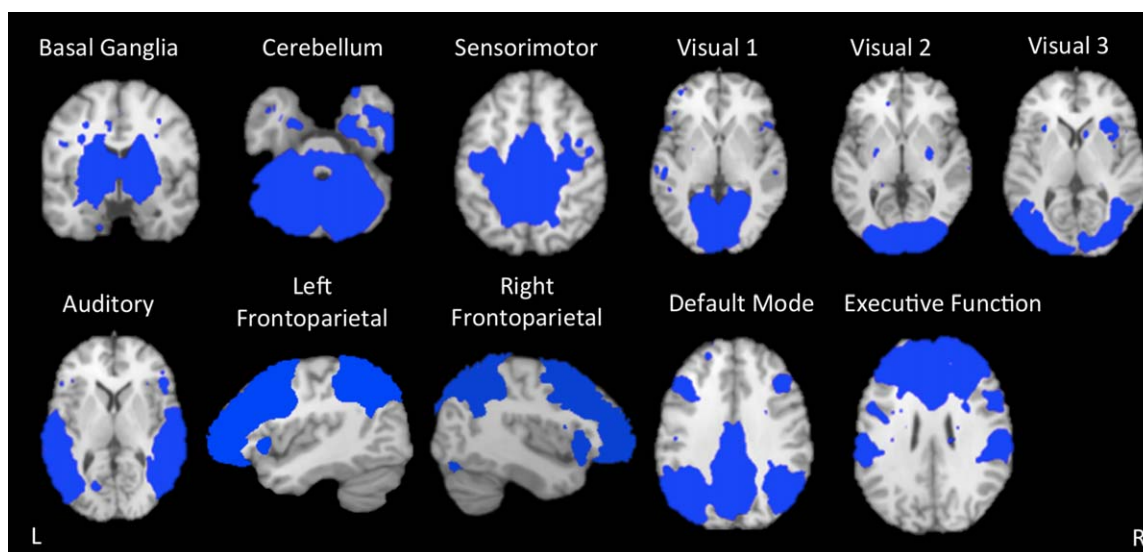 Basal Ganglia
Cerebellum
Sensorimotor
Visual 1
Visual 2
Visual 3
Auditory
Left
Frontoparietal
Right
Frontoparietal
Default Mode
Executive Function
L
R